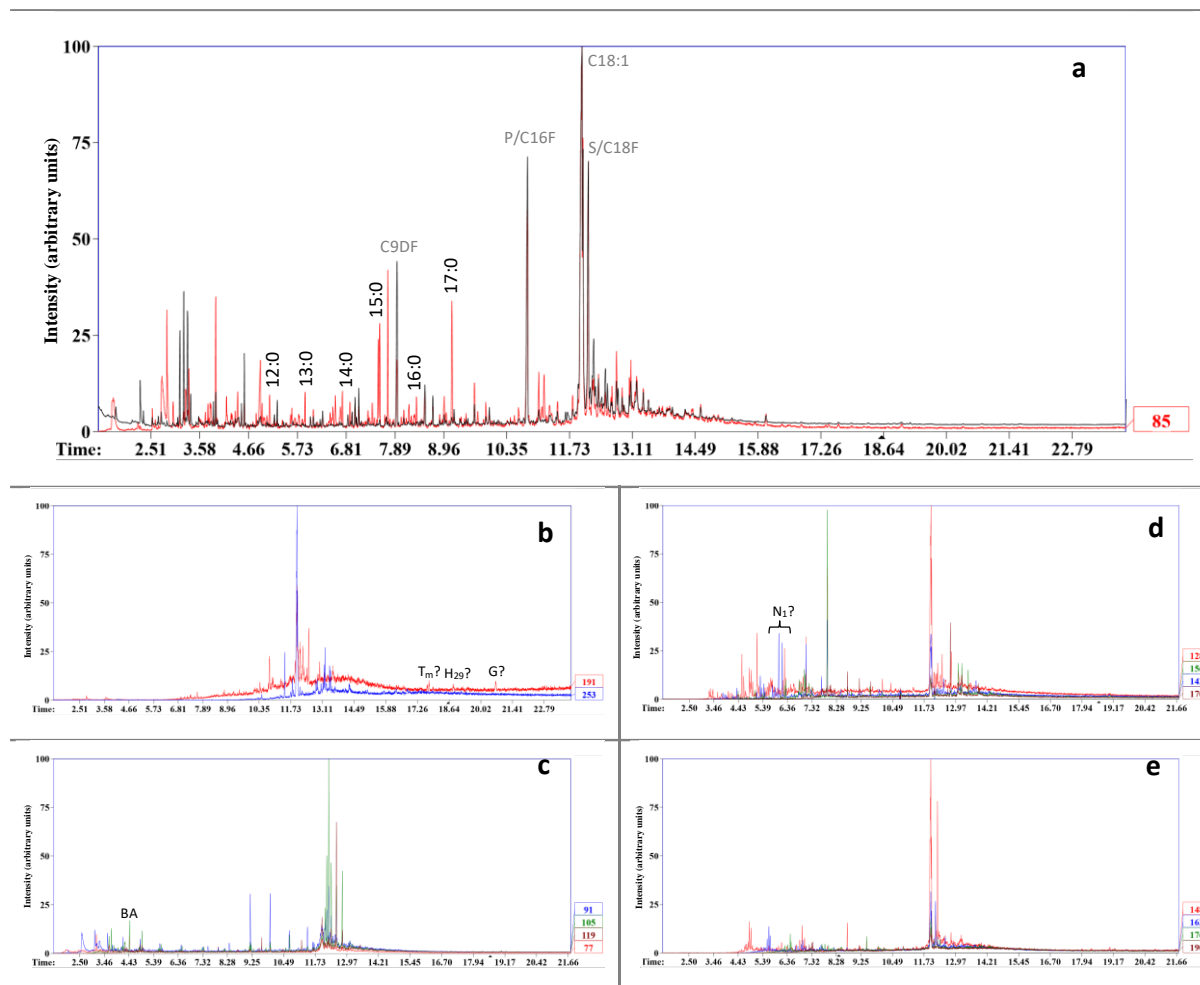 a
Intensity (arbitrary units)
100
75
50
25
0
C18:1
P/C16F
S/C18F
C9DF
12:0
13:0
14:0
15:0
16:0
17:0
85
Time: 2.51 3.58 4.66 5.73 6.81 7.89 8.96 10.35 11.73 13.11 14.49 15.88 17.26 18.64 20.02 21.41 22.79
b
Intensity (arbitrary units)
100
75
50
25
0
Tm? H29? G?
191
253
Time: 2.51 3.58 4.66 5.73 6.81 7.89 8.96 10.35 11.73 13.11 14.49 15.88 17.26 18.64 20.02 21.41 22.79
d
Intensity (arbitrary units)
100
75
50
25
0
N1?
Time: 2.50 3.46 4.43 5.39 6.36 7.32 8.28 9.25 10.49 11.73 12.97 14.21 15.45 16.70 17.94 19.17 20.42 21.66
c
Intensity (arbitrary units)
100
75
50
25
0
BA
91
105
119
77
Time: 2.50 3.46 4.43 5.39 6.36 7.32 8.28 9.25 10.49 11.73 12.97 14.21 15.45 16.70 17.94 19.17 20.42 21.66
e
Intensity (arbitrary units)
100
75
50
25
0
Time: 2.50 3.46 4.43 5.39 6.36 7.32 8.28 9.25 10.49 11.73 12.97 14.21 15.45 16.70 17.94 19.17 20.42 21.66